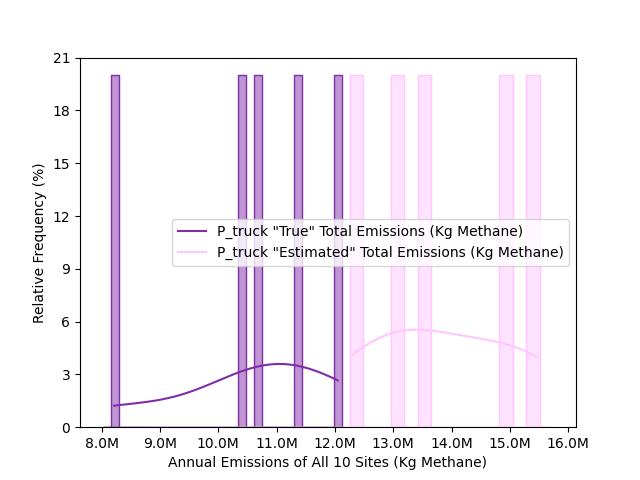 21
18
15
12
9
6
3
0
Relative Frequency (%)
P_truck "True" Total Emissions (Kg Methane)
P_truck "Estimated" Total Emissions (Kg Methane)
8.0M 9.0M 10.0M 11.0M 12.0M 13.0M 14.0M 15.0M 16.0M
Annual Emissions of All 10 Sites (Kg Methane)